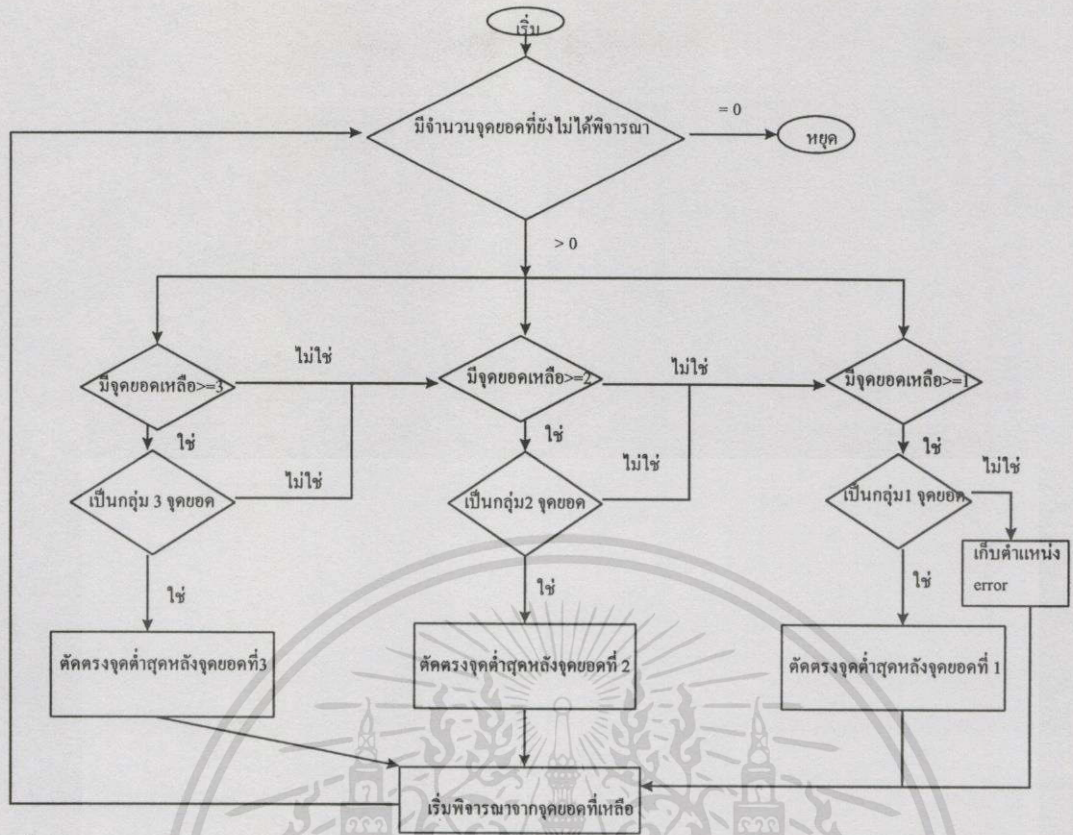 เริ่ม
มีจำนวนจุดยอดที่ยังไม่ได้พิจารณา
= 0
หยุด
> 0
มีจุดยอดเหลือ>=3
ไม่ใช่
มีจุดยอดเหลือ>=2
ไม่ใช่
มีจุดยอดเหลือ>=1
ใช่
ใช่
ใช่
เป็นกลุ่ม 3 จุดยอด
ไม่ใช่
เป็นกลุ่ม2 จุดยอด
ไม่ใช่
เป็นกลุ่ม1 จุดยอด
ไม่ใช่
เก็บตำแหน่ง
error
ใช่
ใช่
ใช่
ตัดตรงจุดต่ำสุดหลังจุดยอดที่3
ตัดตรงจุดต่ำสุดหลังจุดยอดที่ 2
ตัดตรงจุดต่ำสุดหลังจุดยอดที่ 1
เริ่มพิจารณาจากจุดยอดที่เหลือ